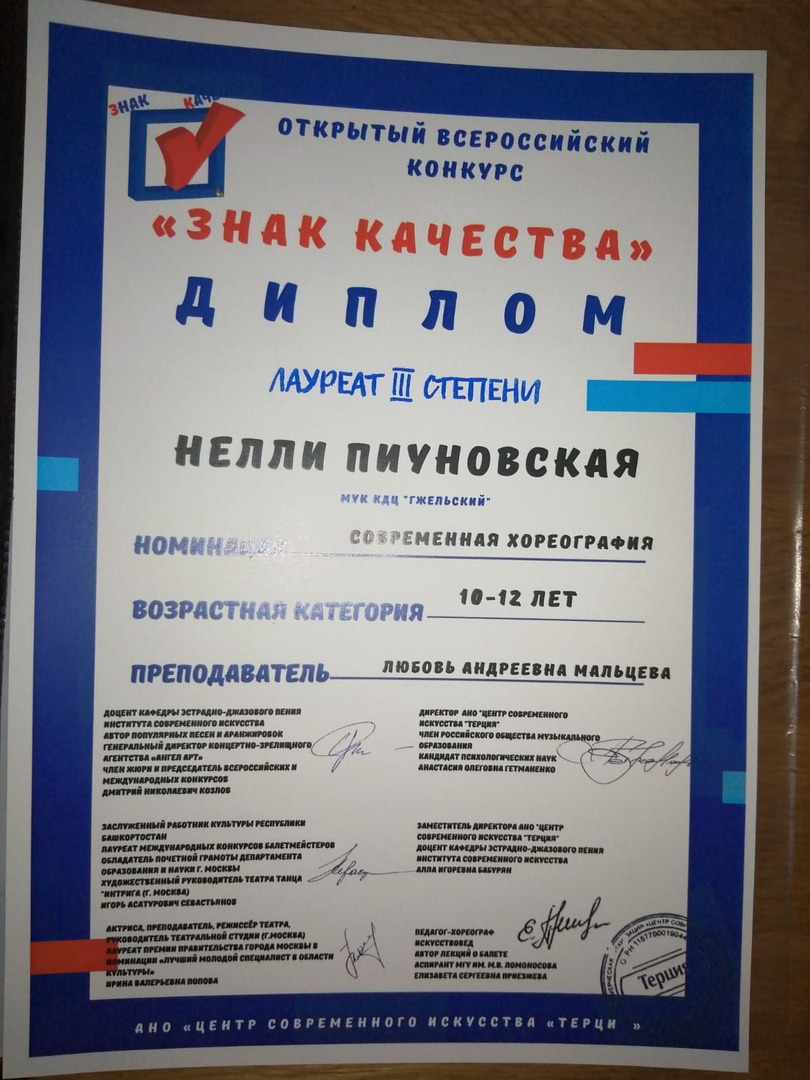 ЗНАК КАЧЕ
ОТКРЫТЫЙ ВСЕРОССИЙСКИЙ
КОНКУРС
«ЗНАК КАЧЕСТВА»
ДИПЛОМ
ЛАУРЕАТ III СТЕПЕНИ
НЕЛЛИ ПИУНОВСКАЯ
МУК КДЦ "ГЖЕЛЬСКИЙ"
НОМИНАЦИЯ СОВРЕМЕННАЯ ХОРЕОГРАФИЯ
ВОЗРАСТНАЯ КАТЕГОРИЯ 10-12 ЛЕТ
ПРЕПОДАВАТЕЛЬ ЛЮБОВЬ АНДРЕЕВНА МАЛЬЦЕВА
ДОЦЕНТ КАФЕДРЫ ЭСТРАДНО-ДЖАЗОВОГО ПЕНИЯ
ИНСТИТУТА СОВРЕМЕННОГО ИСКУССТВА
АВТОР ПОПУЛЯРНЫХ ПЕСЕН И АРАНЖИРОВОК
ГЕНЕРАЛЬНЫЙ ДИРЕКТОР КОНЦЕРТНО-ЗРЕЛИЩНОГО
АГЕНТСТВА «АНГЕЛ АРТ»
ЧЛЕН ЖЮРИ И ПРЕДСЕДАТЕЛЬ ВСЕРОССИЙСКИХ И
МЕЖДУНАРОДНЫХ КОНКУРСОВ
ДМИТРИЙ НИКОЛАЕВИЧ КОЗЛОВ
ДИРЕКТОР АНО "ЦЕНТР СОВРЕМЕННОГО
ИСКУССТВА "ТЕРЦИЯ"
ЧЛЕН РОССИЙСКОГО ОБЩЕСТВА МУЗЫКАЛЬНОГО
ОБРАЗОВАНИЯ
КАНДИДАТ ПСИХОЛОГИЧЕСКИХ НАУК
АНАСТАСИЯ ОЛЕГОВНА ГЕТМАНЕНКО
ЗАСЛУЖЕННЫЙ РАБОТНИК КУЛЬТУРЫ РЕСПУБЛИКИ
БАШКОРТОСТАН
ЛАУРЕАТ МЕЖДУНАРОДНЫХ КОНКУРСОВ БАЛЕТМЕЙСТЕРОВ
ОБЛАДАТЕЛЬ ПОЧЕТНОЙ ГРАМОТЫ ДЕПАРТАМЕНТА
ОБРАЗОВАНИЯ И НАУКИ Г. МОСКВЫ
ХУДОЖЕСТВЕННЫЙ РУКОВОДИТЕЛЬ ТЕАТРА ТАНЦА
"ИНТРИГА (Г. МОСКВА)
ИГОРЬ АСАТУРОВИЧ СЕВАСТЬЯНОВ
ЗАМЕСТИТЕЛЬ ДИРЕКТОРА АНО "ЦЕНТР
СОВРЕМЕННОГО ИСКУССТВА "ТЕРЦИЯ"
ДОЦЕНТ КАФЕДРЫ ЭСТРАДНО-ДЖАЗОВОГО ПЕНИЯ
ИНСТИТУТА СОВРЕМЕННОГО ИСКУССТВА
АЛЛА ИГОРЕВНА БАБУРЯН
АКТРИСА, ПРЕПОДАВАТЕЛЬ, РЕЖИССЁР ТЕАТРА,
РУКОВОДИТЕЛЬ ТЕАТРАЛЬНОЙ СТУДИИ (Г.МОСКВА)
ЛАУРЕАТ ПРЕМИИ ПРАВИТЕЛЬСТВА ГОРОДА МОСКВЫ В
НОМИНАЦИИ «ЛУЧШИЙ МОЛОДОЙ СПЕЦИАЛИСТ В ОБЛАСТИ
КУЛЬТУРЫ»
ИРИНА ВАЛЕРЬЕВНА ПОПОВА
ПЕДАГОГ-ХОРЕОГРАФ
ИСКУССТВОВЕД
АВТОР ЛЕКЦИЙ О БАЛЕТЕ
АСПИРАНТ МГУ ИМ. М.В. ЛОМОНОСОВА
ЕЛИЗАВЕТА СЕРГЕЕВНА ПРИЕЗЖЕВА
Терция
АНО «ЦЕНТР СОВРЕМЕННОГО ИСКУССТВА «ТЕРЦИ »